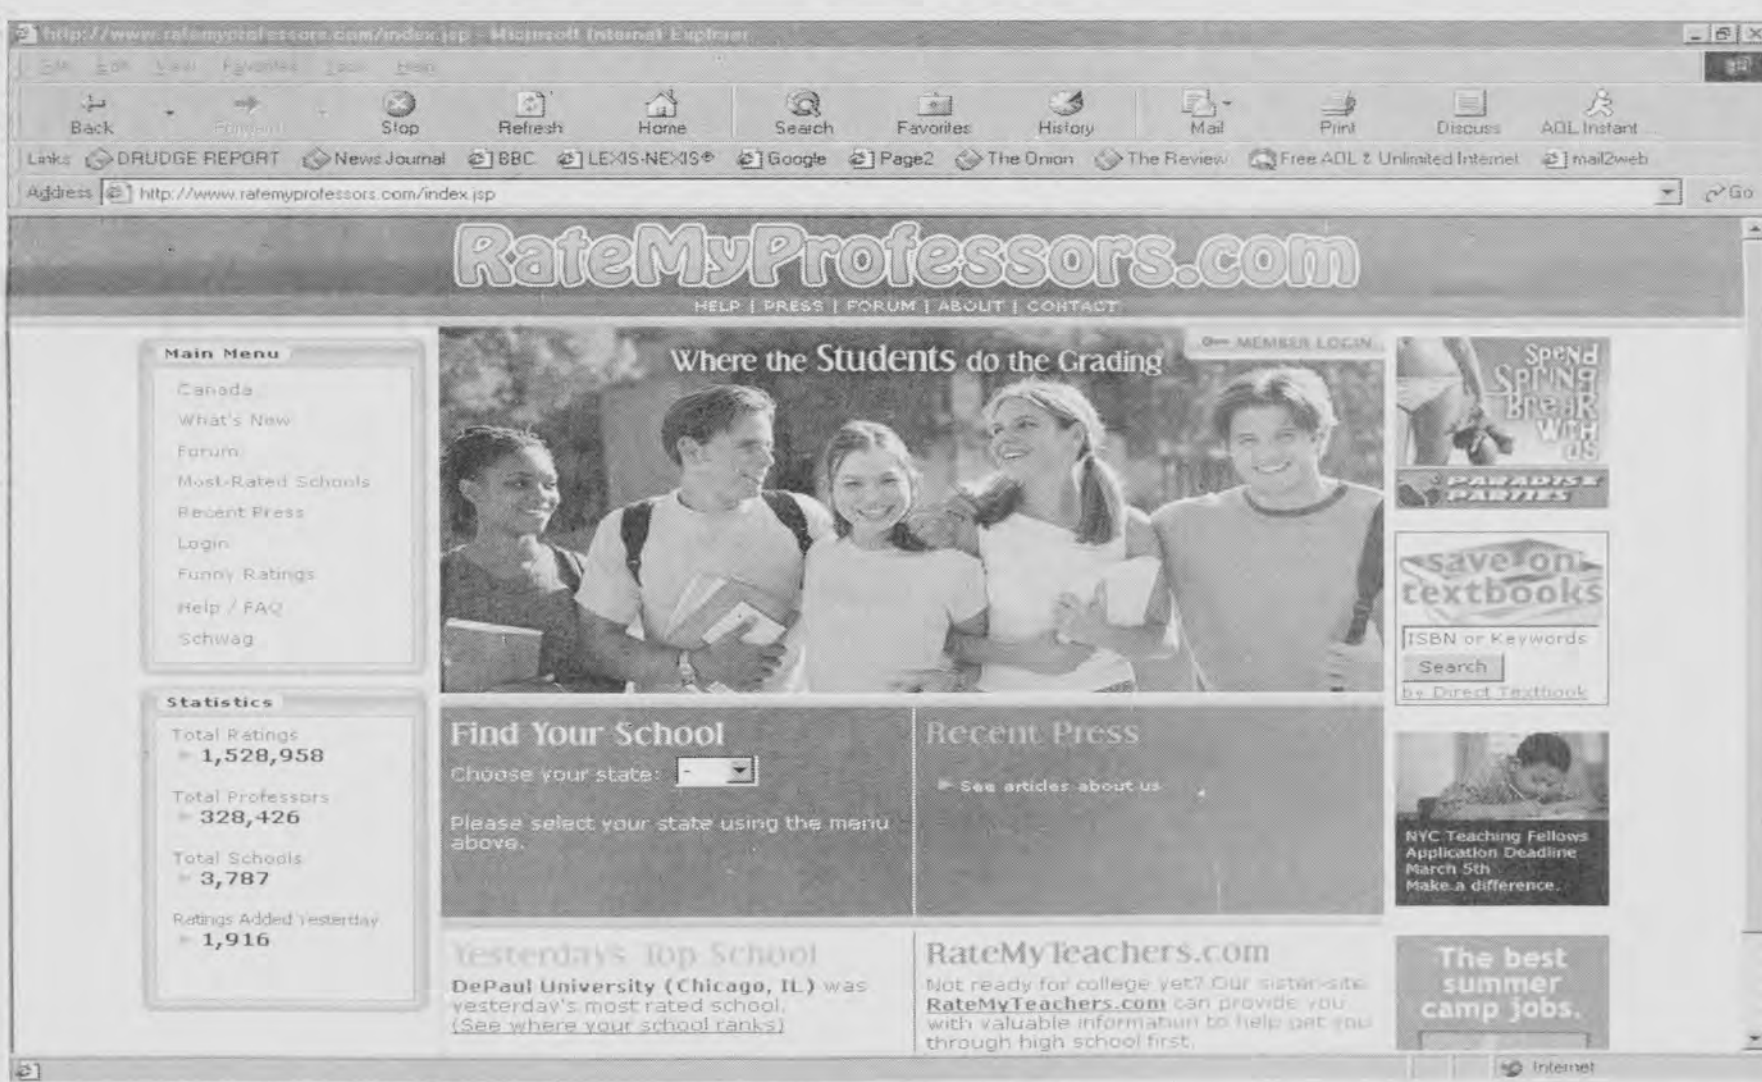 http://www.ratemyprofessors.com/index.jsp - Microsoft Internet Explorer
File Edit View Favorites Tools Help
Back Forward Stop Refresh Home Search Favorites History Mail Print Discuss AOL Instant ...
Links DRUDGE REPORT News Journal BBC LEXIS-NEXIS® Google Page2 The Onion The Review Free AOL & Unlimited Internet mail2web
Address http://www.ratemyprofessors.com/index.jsp Go
RateMyProfessors.com
HELP | PRESS | FORUM | ABOUT | CONTACT
Main Menu
Canada
What's New
Forum
Most-Rated Schools
Recent Press
Login
Funny Ratings
Help / FAQ
Schwag
Statistics
Total Ratings
1,528,958
Total Professors
328,426
Total Schools
3,787
Ratings Added Yesterday
1,916
Where the Students do the Grading
MEMBER LOGIN
Find Your School
Choose your state: -
Please select your state using the menu
above.
Recent Press
See articles about us
Yesterday's Top School
DePaul University (Chicago, IL) was
yesterday's most rated school.
(See where your school ranks)
RateMyTeachers.com
Not ready for college yet? Our sister-site
RateMyTeachers.com can provide you
with valuable information to help get you
through high school first.
Spend
Spring
Break
With
us
PARADISE
PARTIES
save on
textbooks
ISBN or Keywords
Search
by Direct Textbook
NYC Teaching Fellows
Application Deadline
March 5th
Make a difference.
The best
summer
camp jobs.
Internet